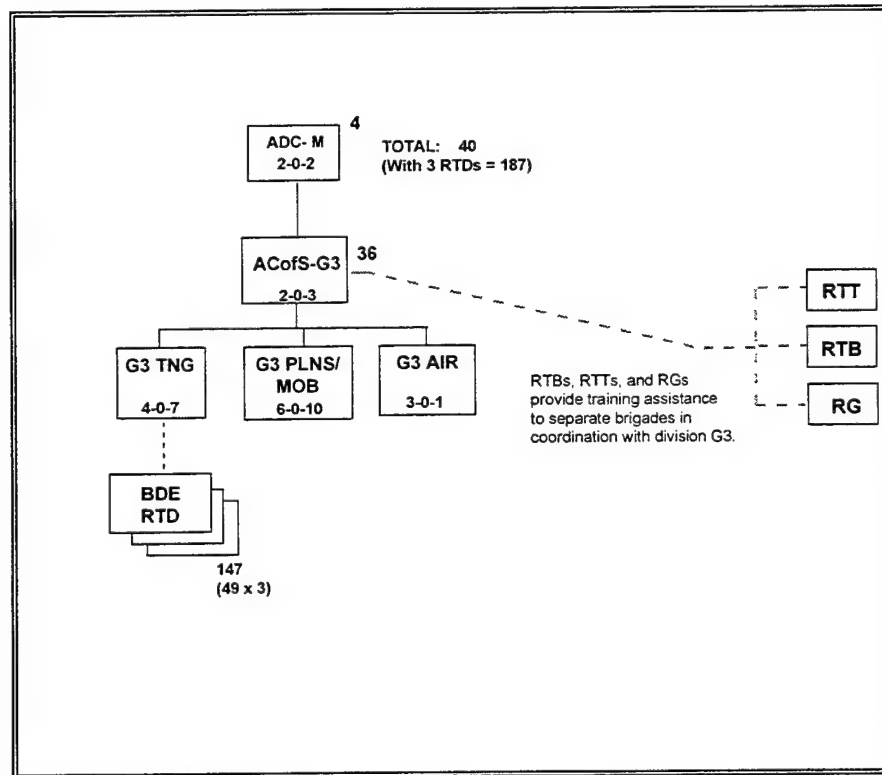 4
ADC- M
2-0-2
TOTAL: 40
(With 3 RTDs = 187)
ACofS-G3
2-0-3
36
G3 TNG
4-0-7
G3 PLNS/
MOB
6-0-10
G3 AIR
3-0-1
RTBs, RTTs, and RGs
provide training assistance
to separate brigades in
coordination with division G3.
RTT
RTB
RG
BDE
RTD
147
(49 x 3)